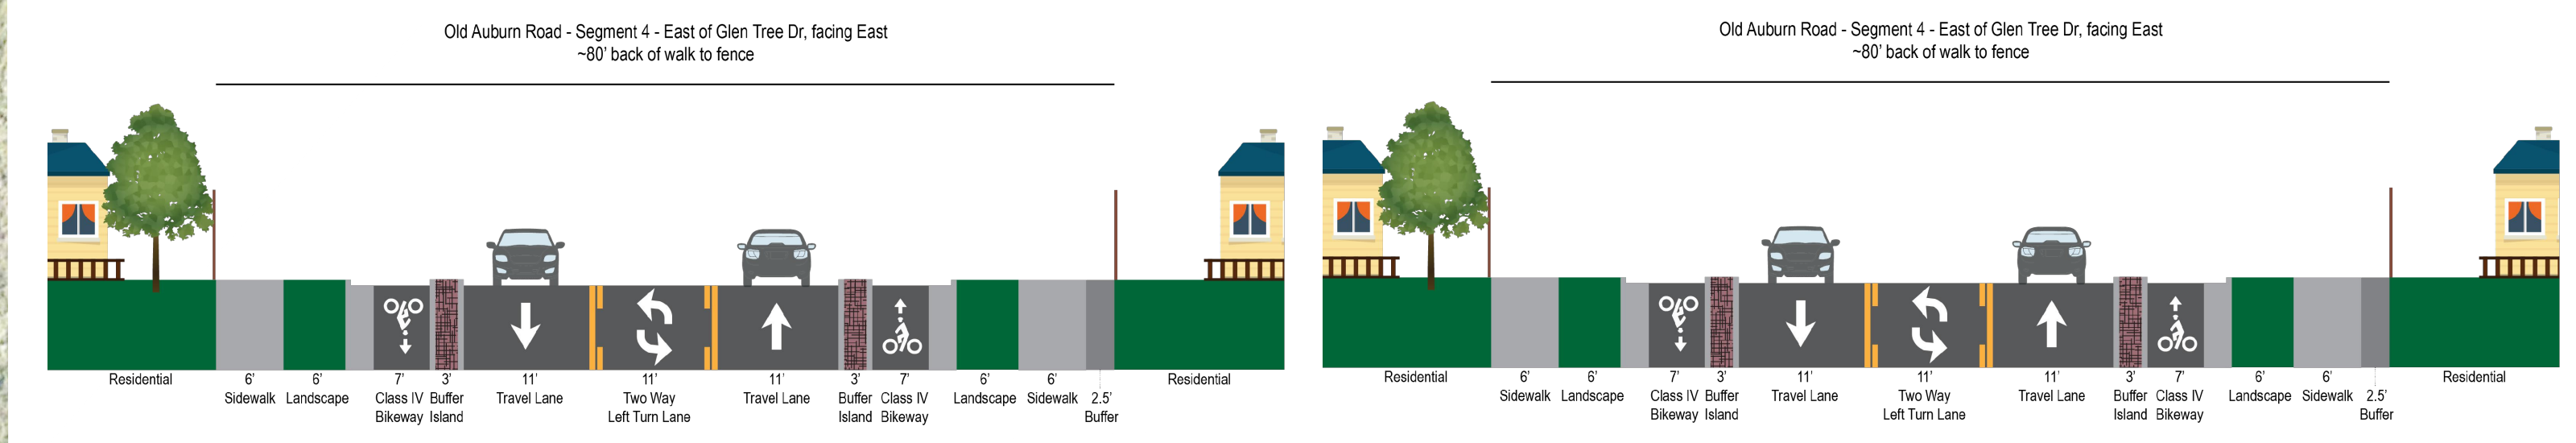 Old Auburn Road - Segment 4 - East of Glen Tree Dr, facing East
~80' back of walk to fence
Residential
6'
Sidewalk
6'
Landscape
7'
Class IV
Bikeway
3'
Buffer
Island
11'
Travel Lane
11'
Two Way
Left Turn Lane
11'
Travel Lane
3'
Buffer
Island
7'
Class IV
Bikeway
6'
Landscape
6'
Sidewalk
2.5'
Buffer
Residential
Old Auburn Road - Segment 4 - East of Glen Tree Dr, facing East
~80' back of walk to fence
Residential
6'
Sidewalk
6'
Landscape
7'
Class IV
Bikeway
3'
Buffer
Island
11'
Travel Lane
11'
Two Way
Left Turn Lane
11'
Travel Lane
3'
Buffer
Island
7'
Class IV
Bikeway
6'
Landscape
6'
Sidewalk
2.5'
Buffer
Residential